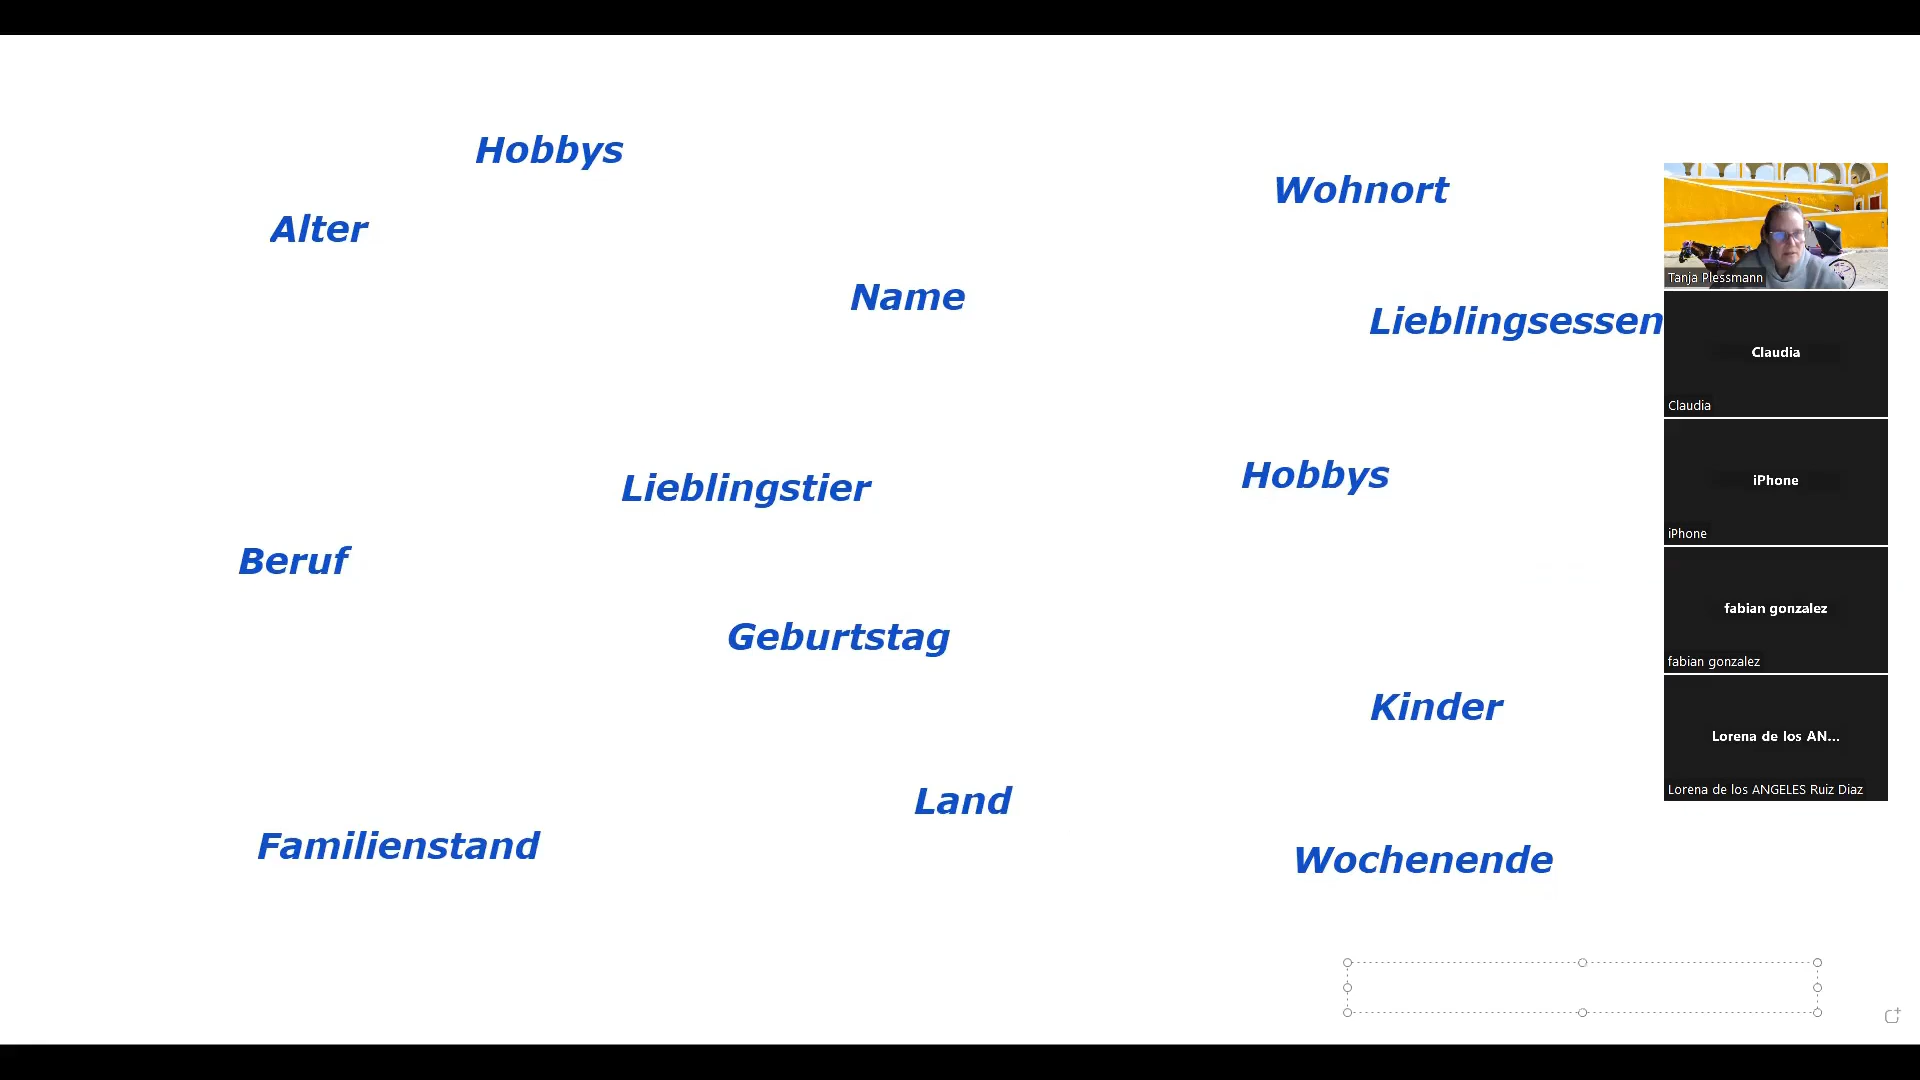 Hobbys
Wohnort
Alter
Name
Lieblingsessen
Hobbys
Lieblingstier
Beruf
Geburtstag
Kinder
Land
Familienstand
Wochenende
Tanja Plessmann
Claudia
Claudia
iPhone
iPhone
fabian gonzalez
fabian gonzalez
Lorena de los AN...
Lorena de los ANGELES Ruiz Diaz